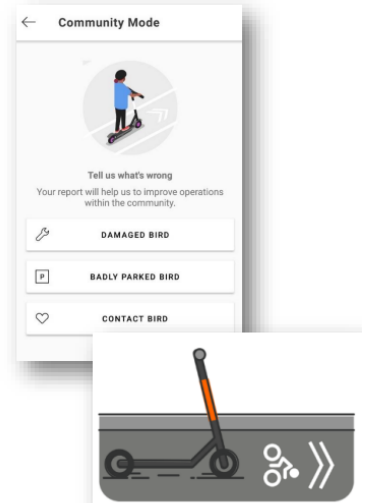 Community Mode
Tell us what's wrong
Your report will help us to improve operations
within the community.
DAMAGED BIRD
P
BADLY PARKED BIRD
CONTACT BIRD